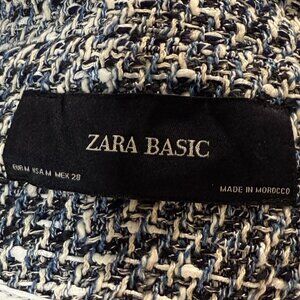 ZARA BASIC
EUR M USA M MEX 28
MADE IN MOROCCO